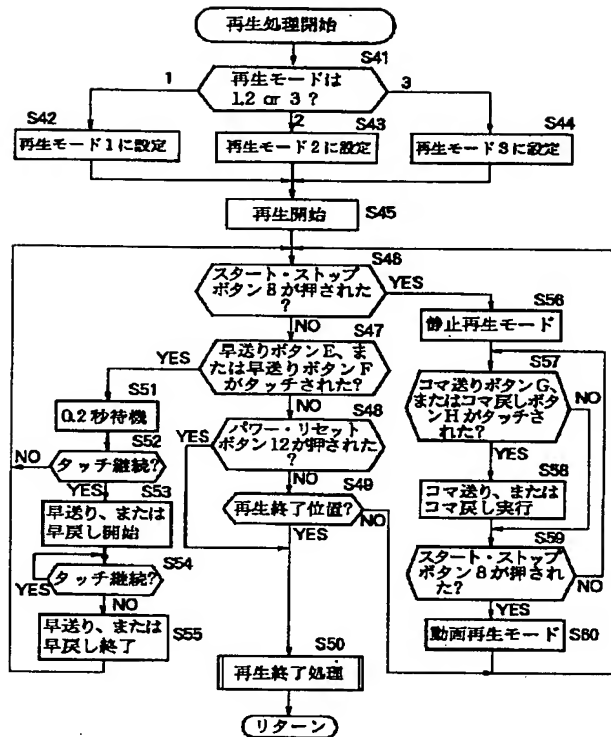 再生処理開始
S41
再生モードは
1.2 or 3 ?
1
2
3
S42
再生モード1に設定
S43
再生モード2に設定
S44
再生モード3に設定
再生開始
S45
S46
スタート・ストップ
ボタン8が押された
?
YES
NO
S47
早送りボタンE、ま
たは早送りボタンF
がタッチされた?
YES
NO
S51
0.2秒待機
S52
タッチ継続?
NO
YES
S53
早送り、または
早戻し開始
S54
タッチ継続?
YES
NO
早送り、または
早戻し終了
S55
S48
パワー・リセット
ボタン12が押された
?
YES
NO
S49
再生終了位置?
NO
YES
S50
再生終了処理
リターン
S56
静止再生モード
S57
コマ送りボタンG、
またはコマ戻しボ
タンHがタッチさ
れた?
NO
YES
S58
コマ送り、または
コマ戻し実行
S59
スタート・ストップ
ボタン8が押され
た?
NO
YES
動画再生モード
S60